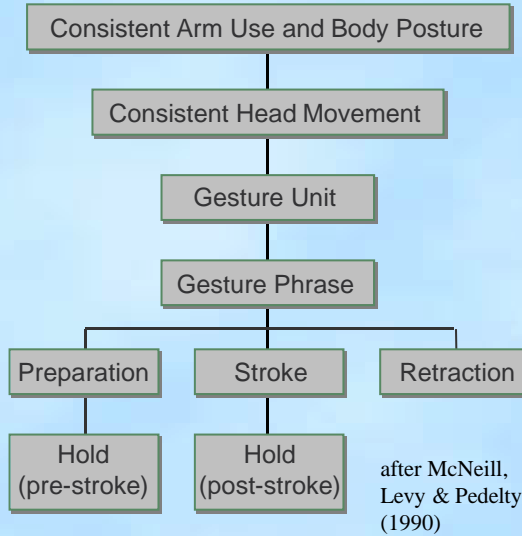 Consistent Arm Use and Body Posture
Consistent Head Movement
Gesture Unit
Gesture Phrase
Preparation
Stroke
Retraction
Hold
(pre-stroke)
Hold
(post-stroke)
after McNeill,
Levy & Pedelty
(1990)